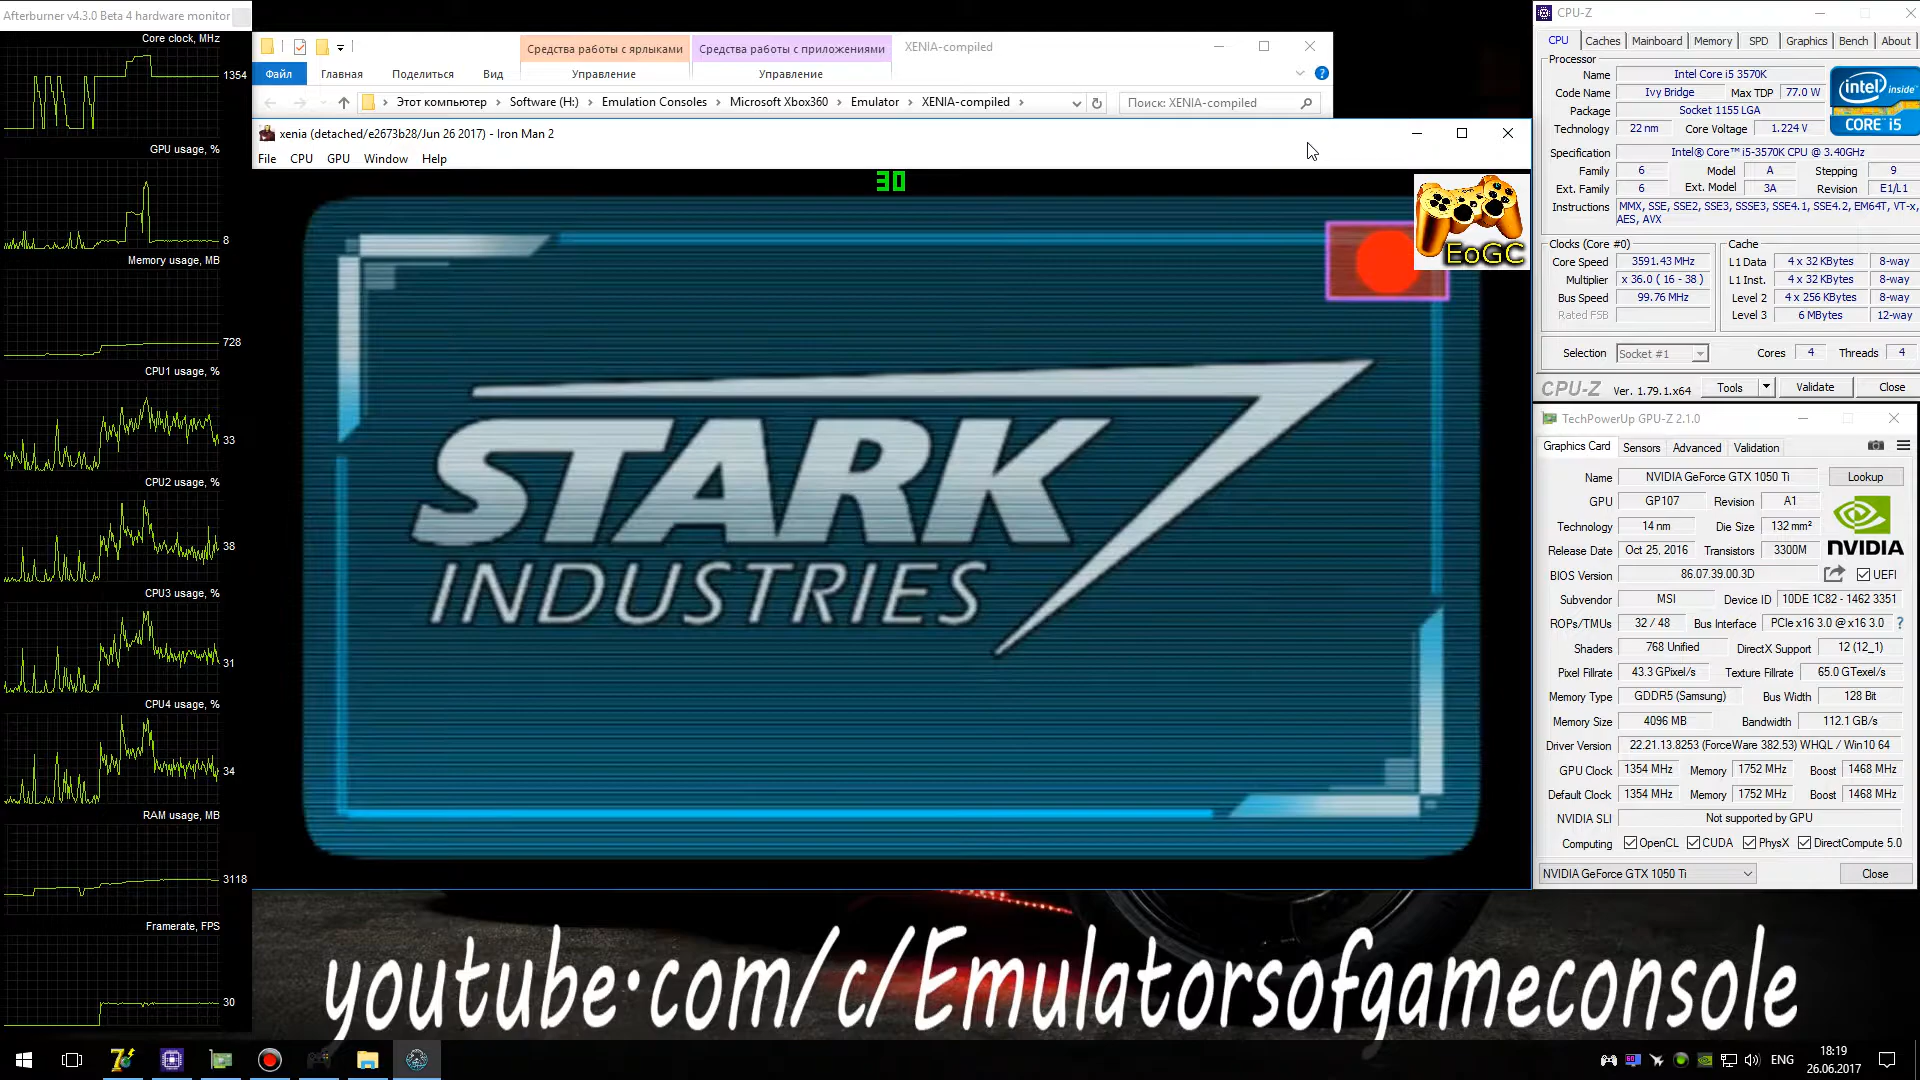 Afterburner v4.3.0 Beta 4 hardware monitor
Core clock, MHz
1354
GPU usage, %
8
Memory usage, MB
728
CPU1 usage, %
33
CPU2 usage, %
38
CPU3 usage, %
31
CPU4 usage, %
34
RAM usage, MB
3118
Framerate, FPS
30
Средства работы с ярлыками Средства работы с приложениями XENIA-compiled
Файл Главная Поделиться Вид Управление Управление
Этот компьютер Software (H:) Emulation Consoles Microsoft Xbox360 Emulator XENIA-compiled Поиск: XENIA-compiled
xenia (detached/e2673b28/Jun 26 2017) - Iron Man 2
File CPU GPU Window Help
30
EoGC
STARK
INDUSTRIES
CPU-Z
CPU Caches Mainboard Memory SPD Graphics Bench About
Processor
Name Intel Core i5 3570K
Code Name Ivy Bridge Max TDP 77.0 W
Package Socket 1155 LGA
Technology 22 nm Core Voltage 1.224 V
intel inside
CORE i5
Specification Intel® Core™ i5-3570K CPU @ 3.40GHz
Family 6 Model A Stepping 9
Ext. Family 6 Ext. Model 3A Revision E1/L1
Instructions MMX, SSE, SSE2, SSE3, SSSE3, SSE4.1, SSE4.2, EM64T, VT-x,
AES, AVX
Clocks (Core #0) Cache
Core Speed 3591.43 MHz L1 Data 4 x 32 KBytes 8-way
Multiplier x 36.0 ( 16 - 38 ) L1 Inst. 4 x 32 KBytes 8-way
Bus Speed 99.76 MHz Level 2 4 x 256 KBytes 8-way
Rated FSB Level 3 6 MBytes 12-way
Selection Socket #1 Cores 4 Threads 4
CPU-Z Ver. 1.79.1.x64 Tools Validate Close
TechPowerUp GPU-Z 2.1.0
Graphics Card Sensors Advanced Validation
Name NVIDIA GeForce GTX 1050 Ti Lookup
GPU GP107 Revision A1
Technology 14 nm Die Size 132 mm²
Release Date Oct 25, 2016 Transistors 3300M
NVIDIA
BIOS Version 86.07.39.00.3D UEFI
Subvendor MSI Device ID 10DE 1C82 - 1462 3351
ROPs/TMUs 32 / 48 Bus Interface PCIe x16 3.0 @ x16 3.0 ?
Shaders 768 Unified DirectX Support 12 (12_1)
Pixel Fillrate 43.3 GPixel/s Texture Fillrate 65.0 GTexel/s
Memory Type GDDR5 (Samsung) Bus Width 128 Bit
Memory Size 4096 MB Bandwidth 112.1 GB/s
Driver Version 22.21.13.8253 (ForceWare 382.53) WHQL / Win10 64
GPU Clock 1354 MHz Memory 1752 MHz Boost 1468 MHz
Default Clock 1354 MHz Memory 1752 MHz Boost 1468 MHz
NVIDIA SLI Not supported by GPU
Computing OpenCL CUDA PhysX DirectCompute 5.0
NVIDIA GeForce GTX 1050 Ti Close
youtube.com/c/Emulatorsofgameconsole
ENG 18:19
26.06.2017